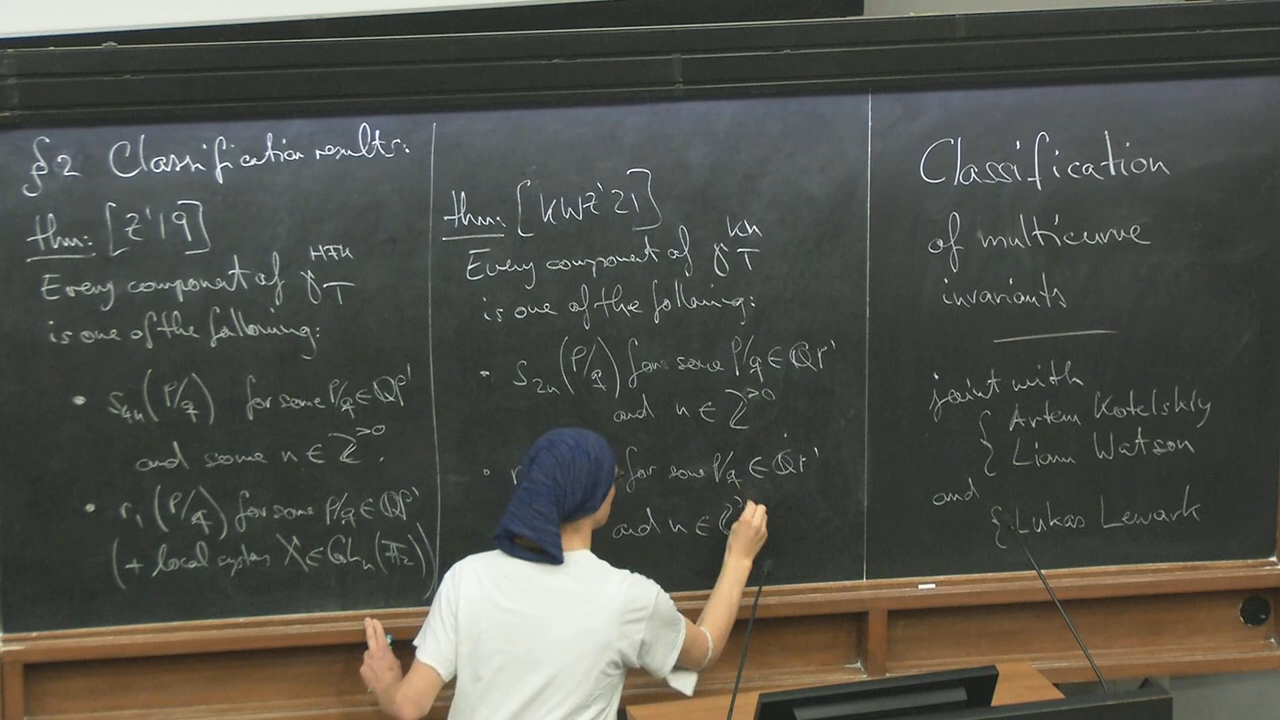 §2 Classification results:
thm: [Z'19]
Every component of γ_T^HFK
is one of the following:
• s_4n(p/q) for some p/q ∈ QP¹
and some n ∈ Z^>0.
• r_1(p/q) for some p/q ∈ QP¹
(+ local system X ∈ GL_n(F_2))
thm: [KWZ'21]
Every component of γ_T^Kh
is one of the following:
• s_2n(p/q) for some p/q ∈ QP¹
and n ∈ Z^>0
• r for some p/q ∈ QP¹
and n ∈ Z
Classification
of multicurve
invariants
joint with
{ Artem Kotelskiy
Liam Watson
and
{ Lukas Lewark